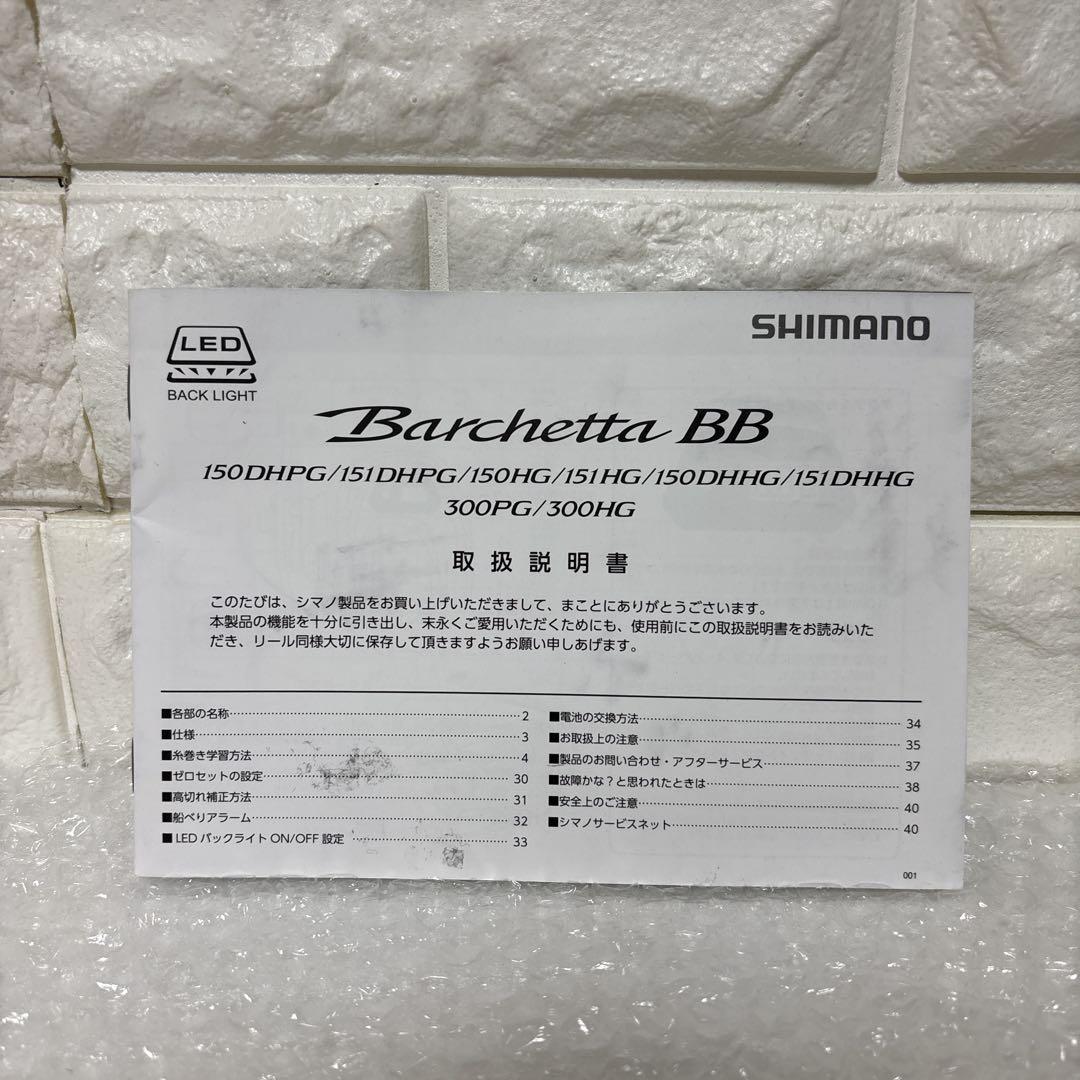 LED
BACK LIGHT
SHIMANO
Barchetta BB
150DHPG/151DHPG/150HG/151HG/150DHHG/151DHHG
300PG/300HG
取扱説明書
このたびは、シマノ製品をお買い上げいただきまして、まことにありがとうございます。
本製品の機能を十分に引き出し、末永くご愛用いただくためにも、使用前にこの取扱説明書をお読みいた
だき、リール同様大切に保存して頂きますようお願い申しあげます。
■各部の名称 2
■仕様 3
■糸巻き学習方法 4
■ゼロセットの設定 30
■高切れ補正方法 31
■船べりアラーム 32
■LEDバックライトON/OFF設定 33
■電池の交換方法 34
■お取扱上の注意 35
■製品のお問い合わせ・アフターサービス 37
■故障かな?と思われたときは 38
■安全上のご注意 40
■シマノサービスネット 40
001